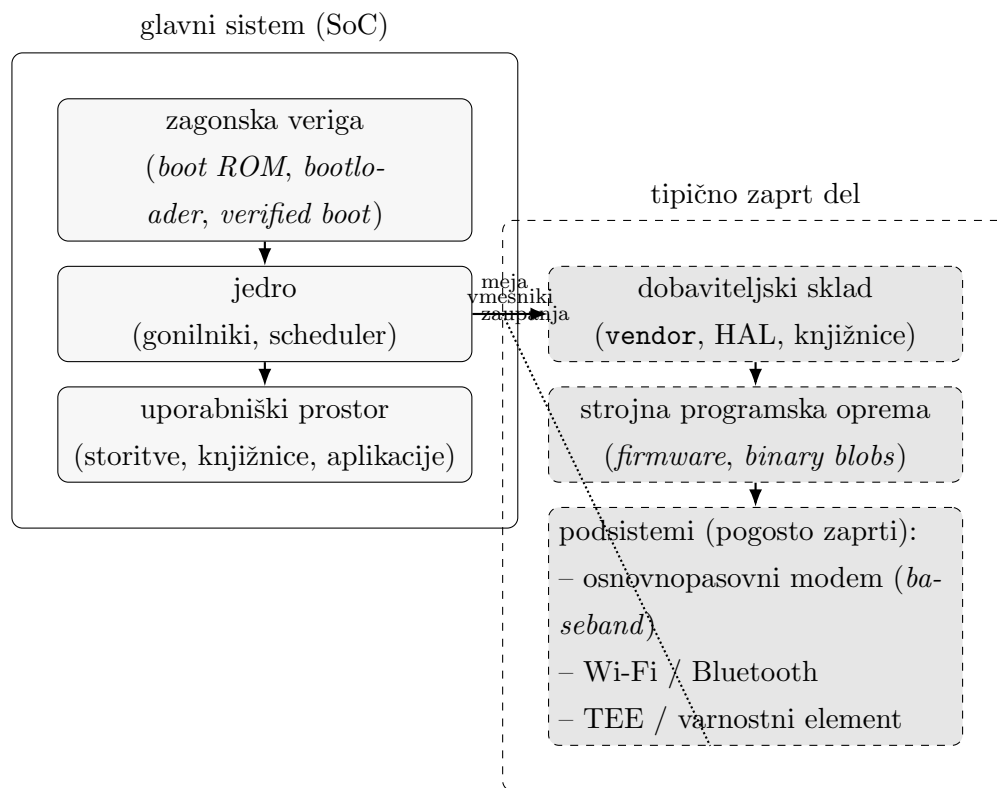 glavni sistem (SoC)
zagonska veriga
(boot ROM, bootlo-
ader, verified boot)
jedro
(gonilniki, scheduler)
uporabniški prostor
(storitve, knjižnice, aplikacije)
meja
vmesniki
zaupanja
tipično zaprt del
dobaviteljski sklad
(vendor, HAL, knjižnice)
strojna programska oprema
(firmware, binary blobs)
podsistemi (pogosto zaprti):
– osnovnopasovni modem (ba-
seband)
– Wi-Fi / Bluetooth
– TEE / varnostni element